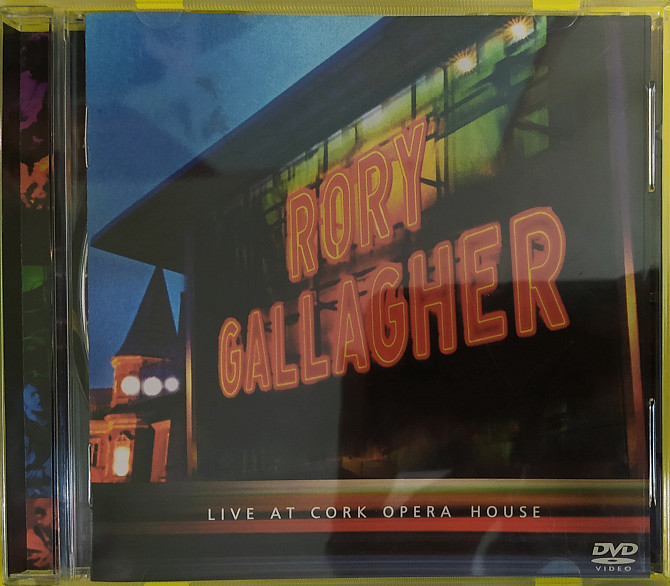 RORY
GALLAGHER
LIVE AT CORK OPERA HOUSE
DVD
VIDEO